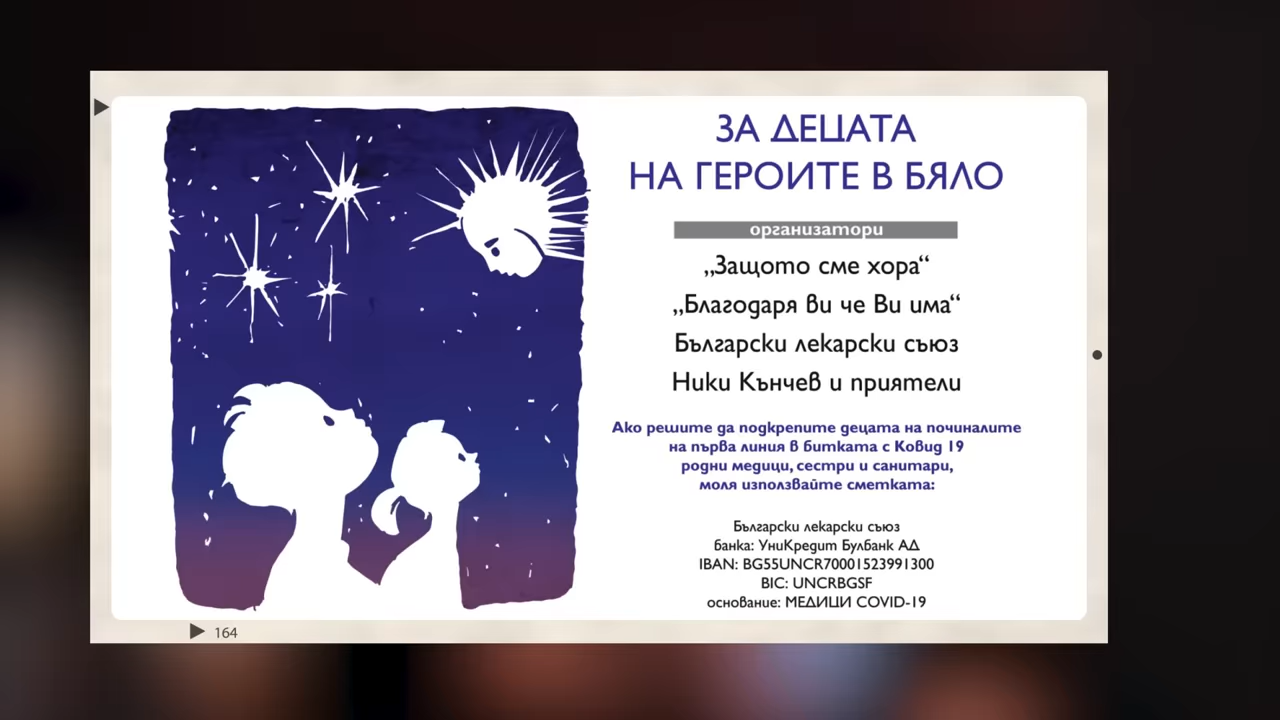 ЗА ДЕЦАТА
НА ГЕРОИТЕ В БЯЛО
организатори
„Защото сме хора“
„Благодаря ви че Ви има“
Български лекарски съюз
Ники Кънчев и приятели
Ако решите да подкрепите децата на починалите
на първа линия в битката с Ковид 19
родни медици, сестри и санитари,
моля използвайте сметката:
Български лекарски съюз
банка: УниКредит Булбанк АД
IBAN: BG55UNCR70001523991300
BIC: UNCRBGSF
основание: МЕДИЦИ COVID-19
164